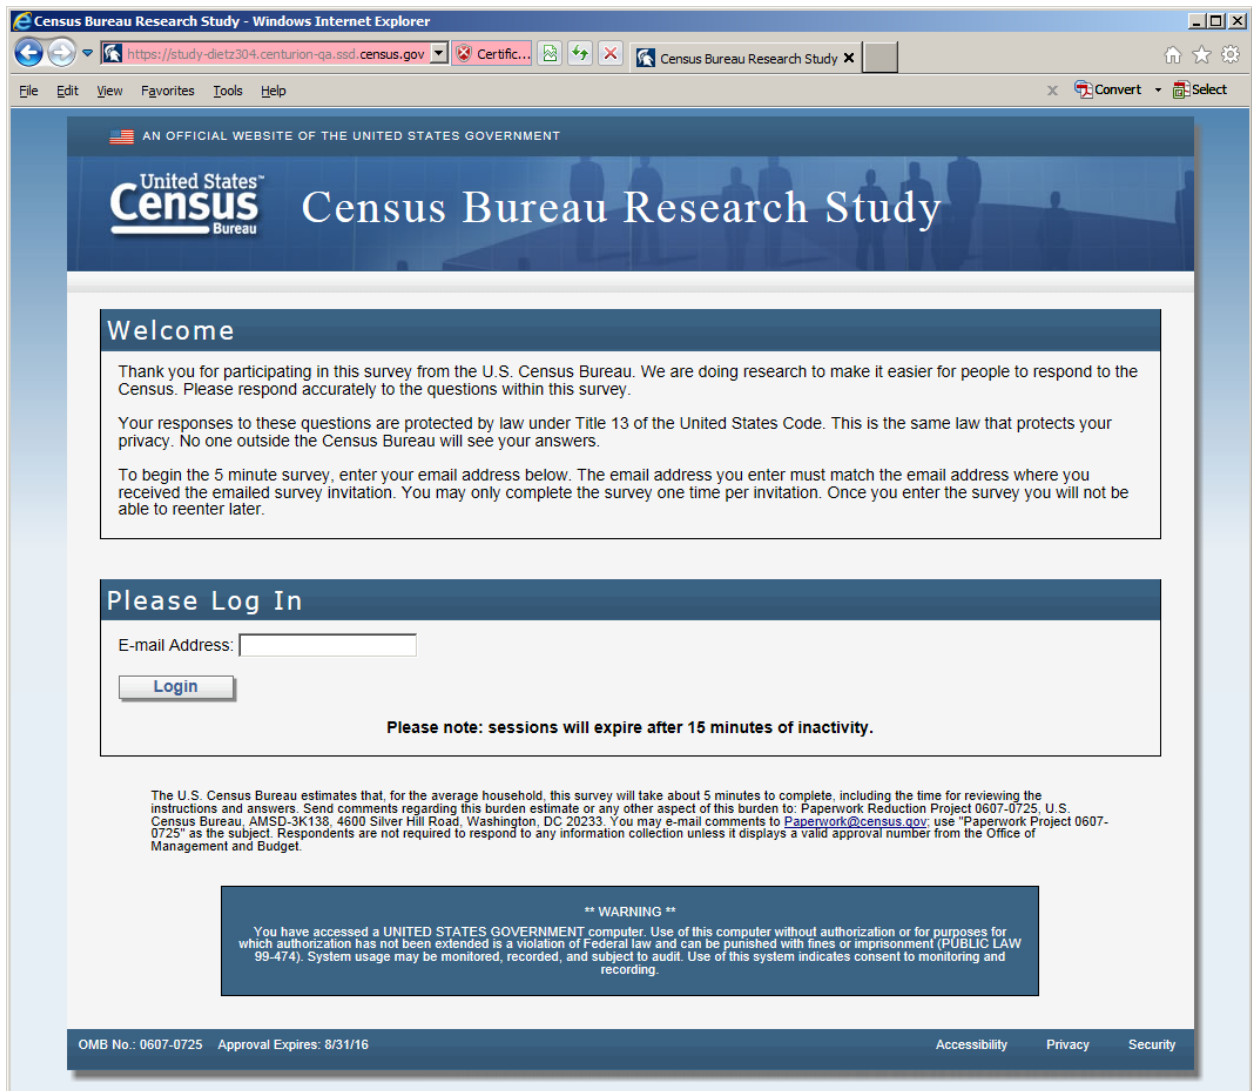 Census Bureau Research Study - Windows Internet Explorer
https://study-dietz304.centurion-qa.ssd.census.gov Certific... Census Bureau Research Study
File Edit View Favorites Tools Help x Convert Select
AN OFFICIAL WEBSITE OF THE UNITED STATES GOVERNMENT
United States™
Census
Bureau
Census Bureau Research Study
Welcome
Thank you for participating in this survey from the U.S. Census Bureau. We are doing research to make it easier for people to respond to the
Census. Please respond accurately to the questions within this survey.
Your responses to these questions are protected by law under Title 13 of the United States Code. This is the same law that protects your
privacy. No one outside the Census Bureau will see your answers.
To begin the 5 minute survey, enter your email address below. The email address you enter must match the email address where you
received the emailed survey invitation. You may only complete the survey one time per invitation. Once you enter the survey you will not be
able to reenter later.
Please Log In
E-mail Address:
Login
Please note: sessions will expire after 15 minutes of inactivity.
The U.S. Census Bureau estimates that, for the average household, this survey will take about 5 minutes to complete, including the time for reviewing the
instructions and answers. Send comments regarding this burden estimate or any other aspect of this burden to: Paperwork Reduction Project 0607-0725, U.S.
Census Bureau, AMSD-3K138, 4600 Silver Hill Road, Washington, DC 20233. You may e-mail comments to Paperwork@census.gov; use "Paperwork Project 0607-
0725" as the subject. Respondents are not required to respond to any information collection unless it displays a valid approval number from the Office of
Management and Budget.
** WARNING **
You have accessed a UNITED STATES GOVERNMENT computer. Use of this computer without authorization or for purposes for
which authorization has not been extended is a violation of Federal law and can be punished with fines or imprisonment (PUBLIC LAW
99-474). System usage may be monitored, recorded, and subject to audit. Use of this system indicates consent to monitoring and
recording.
OMB No.: 0607-0725 Approval Expires: 8/31/16 Accessibility Privacy Security